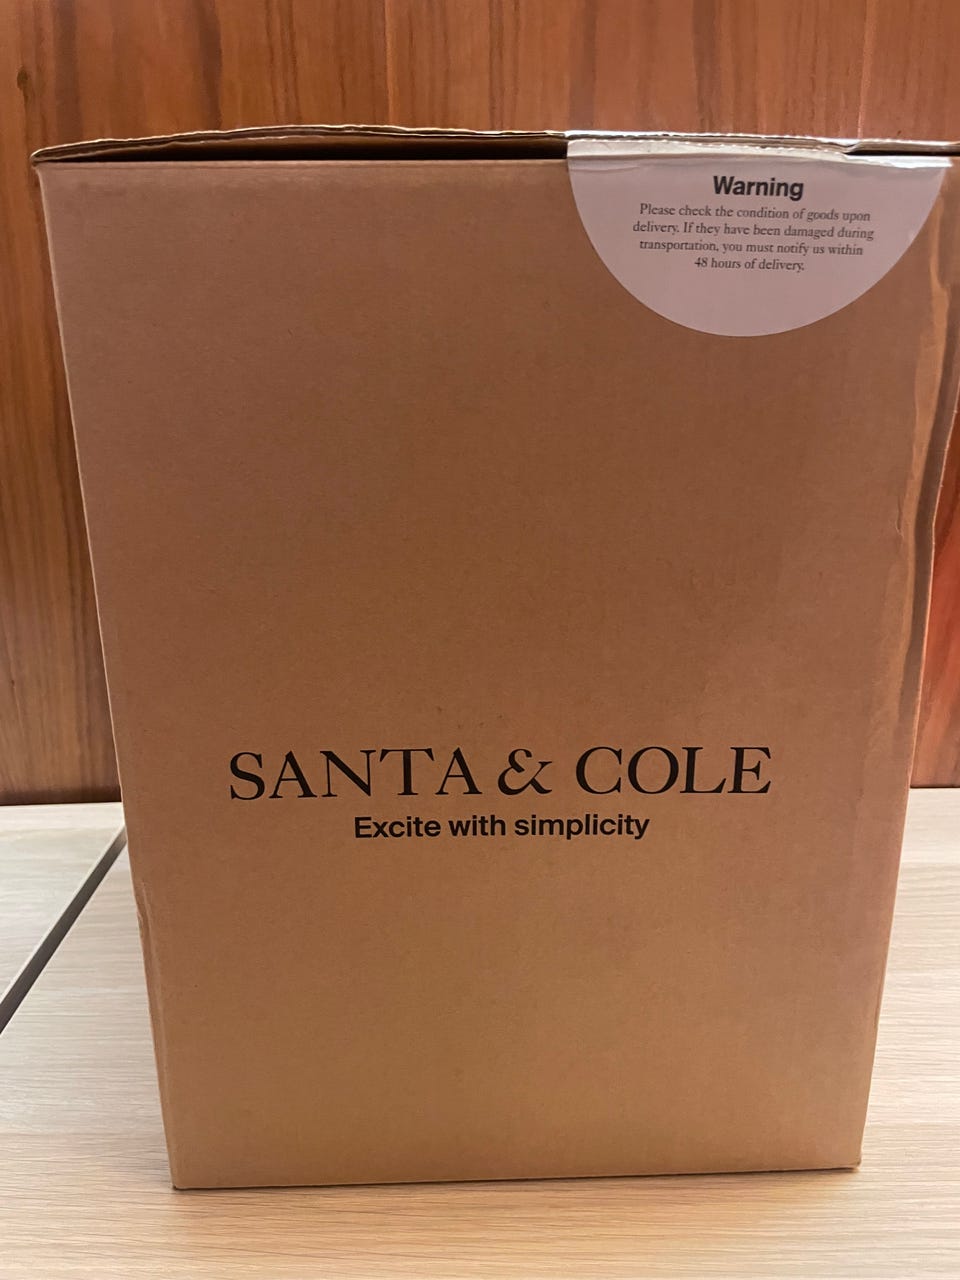 Warning
Please check the condition of goods upon
delivery. If they have been damaged during
transportation, you must notify us within
48 hours of delivery.
SANTA & COLE
Excite with simplicity